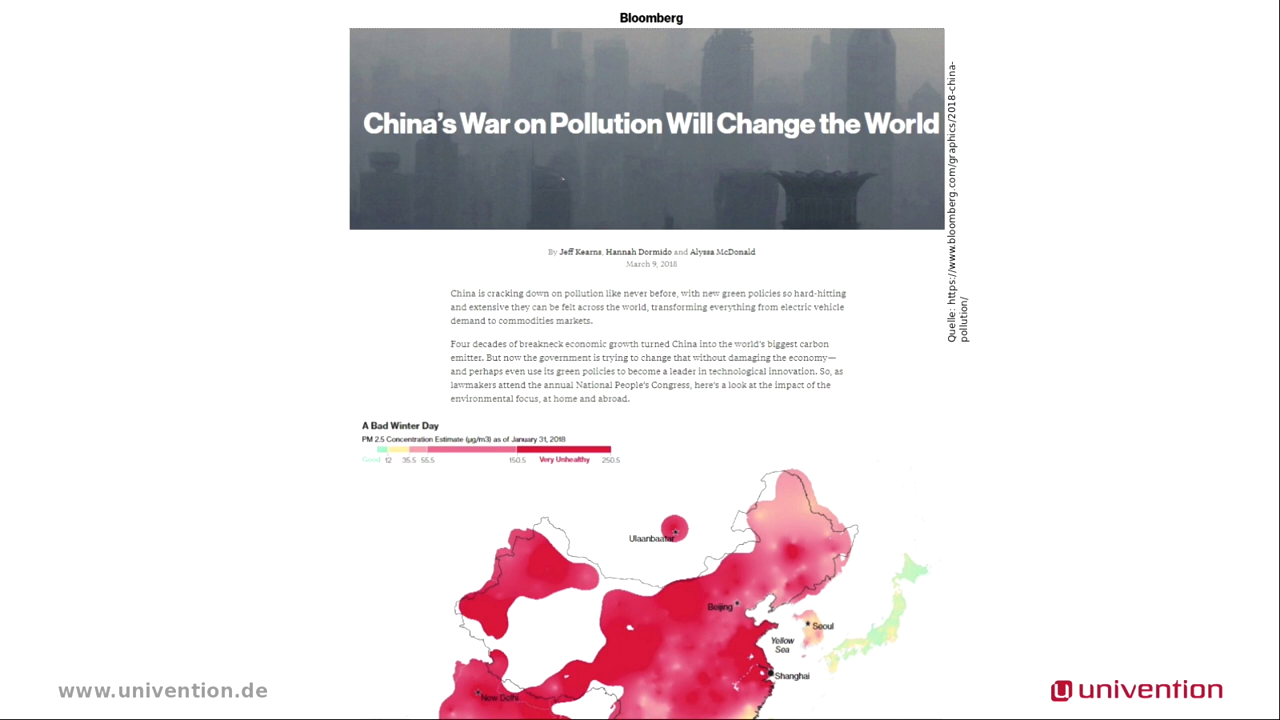 Bloomberg
China's War on Pollution Will Change the World
By Jeff Kearns, Hannah Dormido and Alyssa McDonald
March 9, 2018
China is cracking down on pollution like never before, with new green policies so hard-hitting
and extensive they can be felt across the world, transforming everything from electric vehicle
demand to commodities markets.
Four decades of breakneck economic growth turned China into the world's biggest carbon
emitter. But now the government is trying to change that without damaging the economy—
and perhaps even use its green policies to become a leader in technological innovation. So, as
lawmakers attend the annual National People's Congress, here's a look at the impact of the
environmental focus, at home and abroad.
A Bad Winter Day
PM 2.5 Concentration Estimate (µg/m3) as of January 31, 2018
Good 12 35.5 55.5 150.5 Very Unhealthy 250.5
Ulaanbaatar
Beijing
Seoul
Yellow
Sea
Shanghai
New Delhi
Quelle: https://www.bloomberg.com/graphics/2018-china-
pollution/
www.univention.de
univention